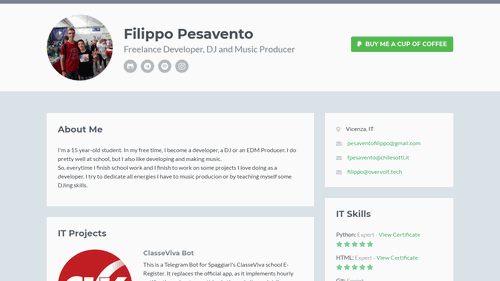 Filippo Pesavento
Freelance Developer, DJ and Music Producer
BUY ME A CUP OF COFFEE
About Me
I'm a 15 year-old student. In my free time, I become a developer, a DJ or an EDM Producer. I do
pretty well at school, but I also like developing and making music.
So, everytime I finish school work and I finish to work on some projects I love doing as a
developer, I try to dedicate all energies I have to music producion or by teaching myself some
DJing skills.
IT Projects
ClasseViva Bot
This is a Telegram Bot for Spaggiari's ClasseViva school E-
Register. It replaces the official app, as it implements hourly
Vicenza, IT
pesaventofilippo@gmail.com
fpesavento@chilesotti.it
filippo@overvolt.tech
IT Skills
Python: Expert - View Certificate
HTML: Expert - View Certificate